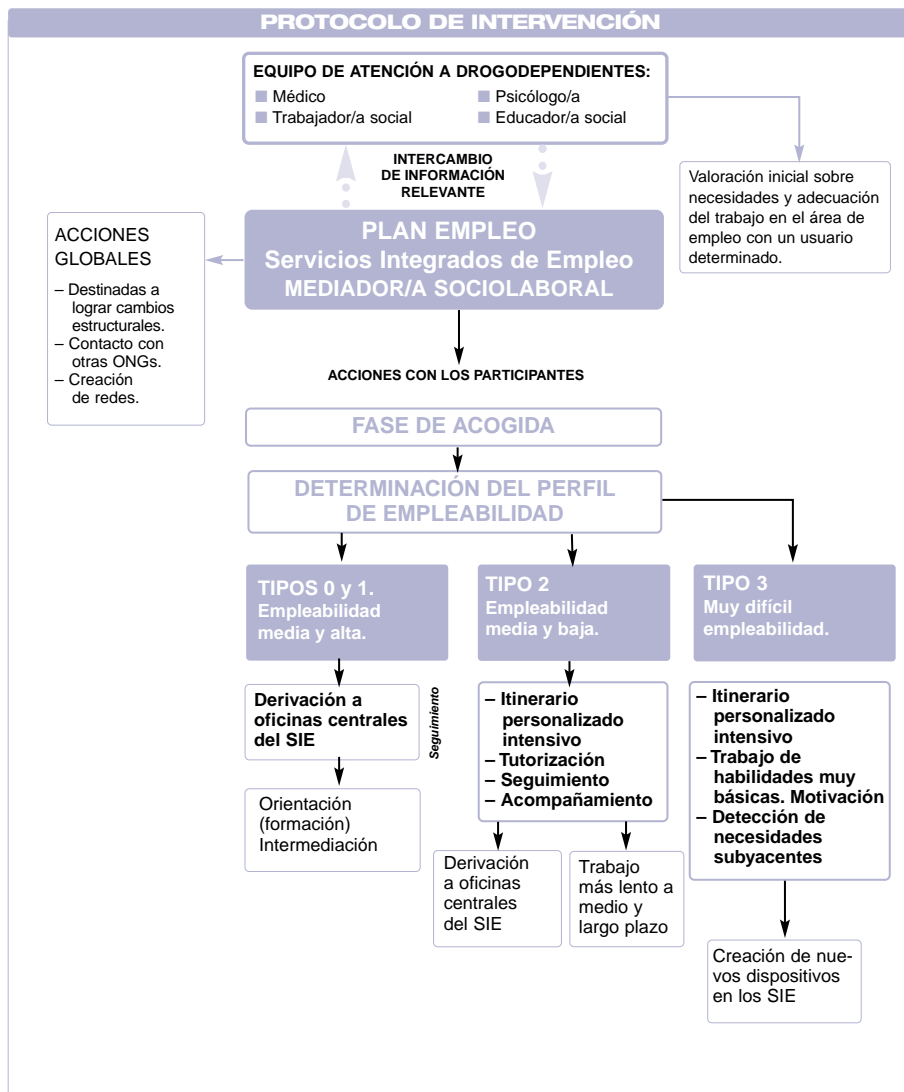 PROTOCOLO DE INTERVENCIÓN
EQUIPO DE ATENCIÓN A DROGODEPENDIENTES:
■ Médico
■ Psicólogo/a
■ Trabajador/a social
■ Educador/a social
INTERCAMBIO
DE INFORMACIÓN
RELEVANTE
Valoración inicial sobre
necesidades y adecuación
del trabajo en el área de
empleo con un usuario
determinado.
PLAN EMPLEO
Servicios Integrados de Empleo
MEDIADOR/A SOCIOLABORAL
ACCIONES
GLOBALES
– Destinadas a
lograr cambios
estructurales.
– Contacto con
otras ONGs.
– Creación
de redes.
ACCIONES CON LOS PARTICIPANTES
FASE DE ACOGIDA
DETERMINACIÓN DEL PERFIL
DE EMPLEABILIDAD
TIPOS 0 y 1.
Empleabilidad
media y alta.
TIPO 2
Empleabilidad
media y baja.
TIPO 3
Muy difícil
empleabilidad.
Derivación a
oficinas centrales
del SIE
Seguimiento
Orientación
(formación)
Intermediación
– Itinerario
personalizado
intensivo
– Tutorización
– Seguimiento
– Acompañamiento
Derivación
a oficinas
centrales
del SIE
Trabajo
más lento a
medio y
largo plazo
– Itinerario
personalizado
intensivo
– Trabajo de
habilidades muy
básicas. Motivación
– Detección de
necesidades
subyacentes
Creación de nue-
vos dispositivos
en los SIE